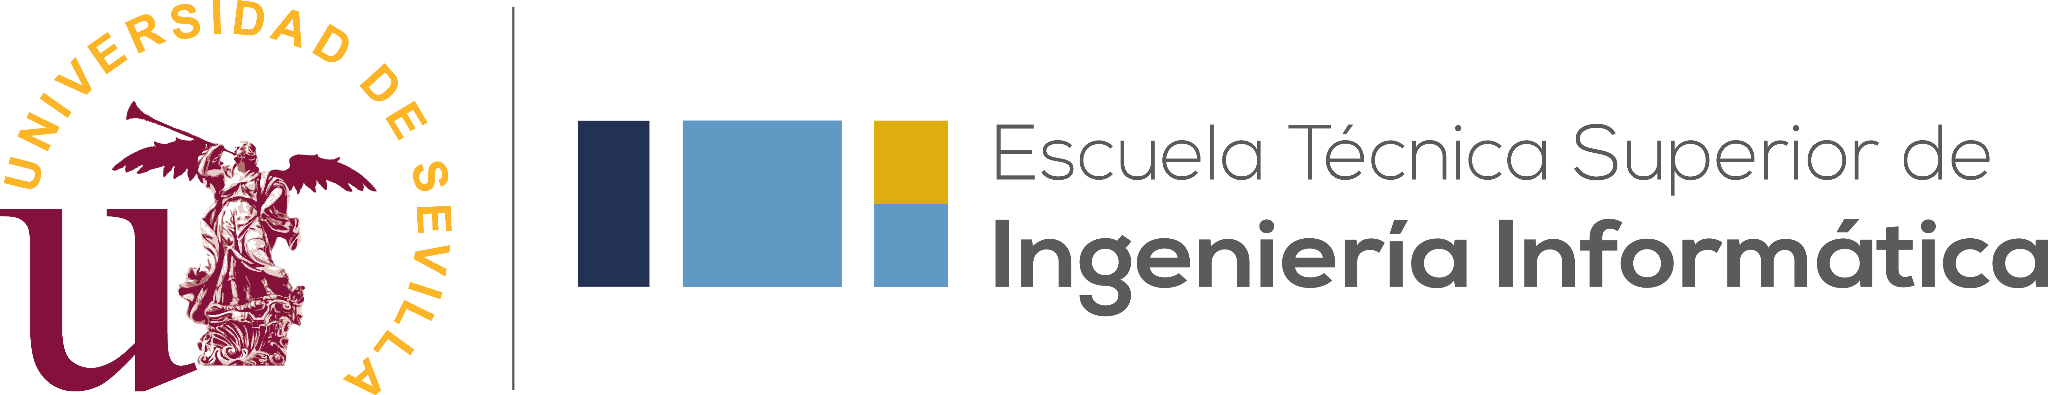 UNIVERSIDAD DE SEVILLA
u
Escuela Técnica Superior de
Ingeniería Informática